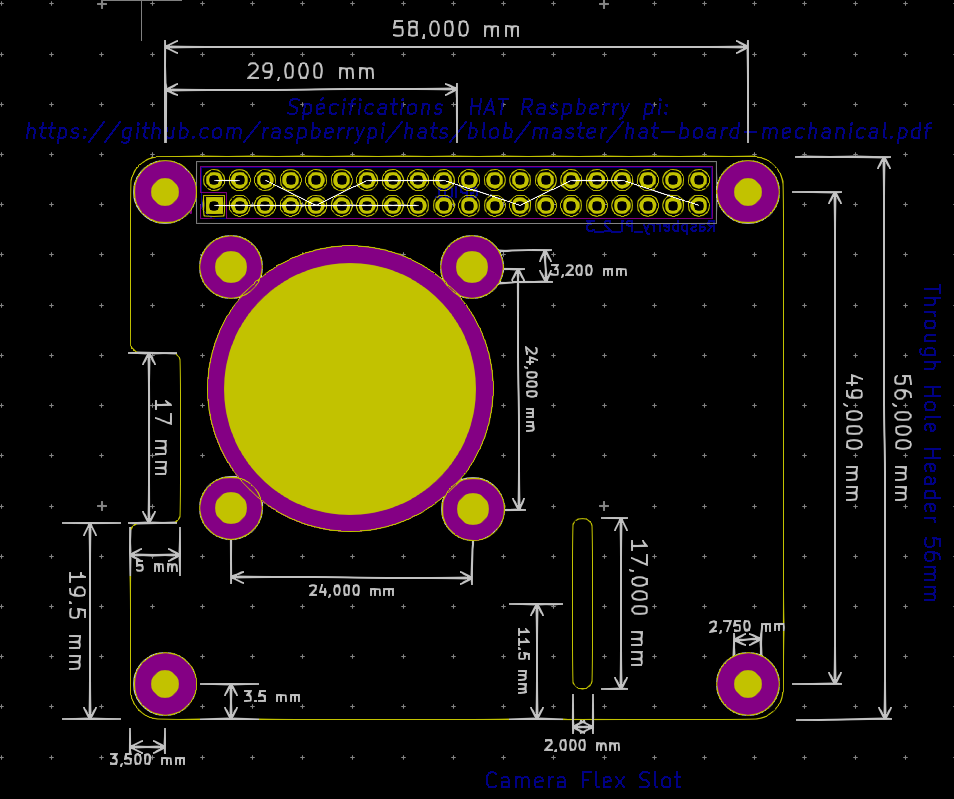 58,000 mm
29,000 mm
Spécifications HAT Raspberry pi:
https://github.com/raspberrypi/hats/blob/master/hat-board-mechanical.pdf
Raspberry_Pi_2_3
3,200 mm
24,000 mm
17 mm
49,000 mm
56,000 mm
Through Hole Header 56mm
5 mm
24,000 mm
19.5 mm
17,000 mm
11.5 mm
2,750 mm
3.5 mm
2,000 mm
3,500 mm
Camera Flex Slot